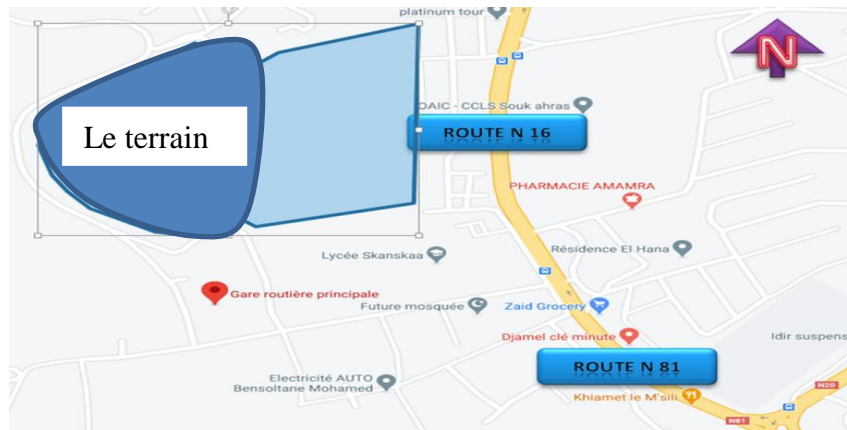 platinum tour
N
OAIC - CCLS Souk ahras
ROUTE N 16
Le terrain
PHARMACIE AMAMRA
Résidence El Hana
Lycée Skanskaa
Gare routière principale
Future mosquée
Zaid Grocery
Djamel clé minute
Idir suspens
ROUTE N 81
Electricité AUTO
Bensoltane Mohamed
Khiamet le M'sili
N20
N81